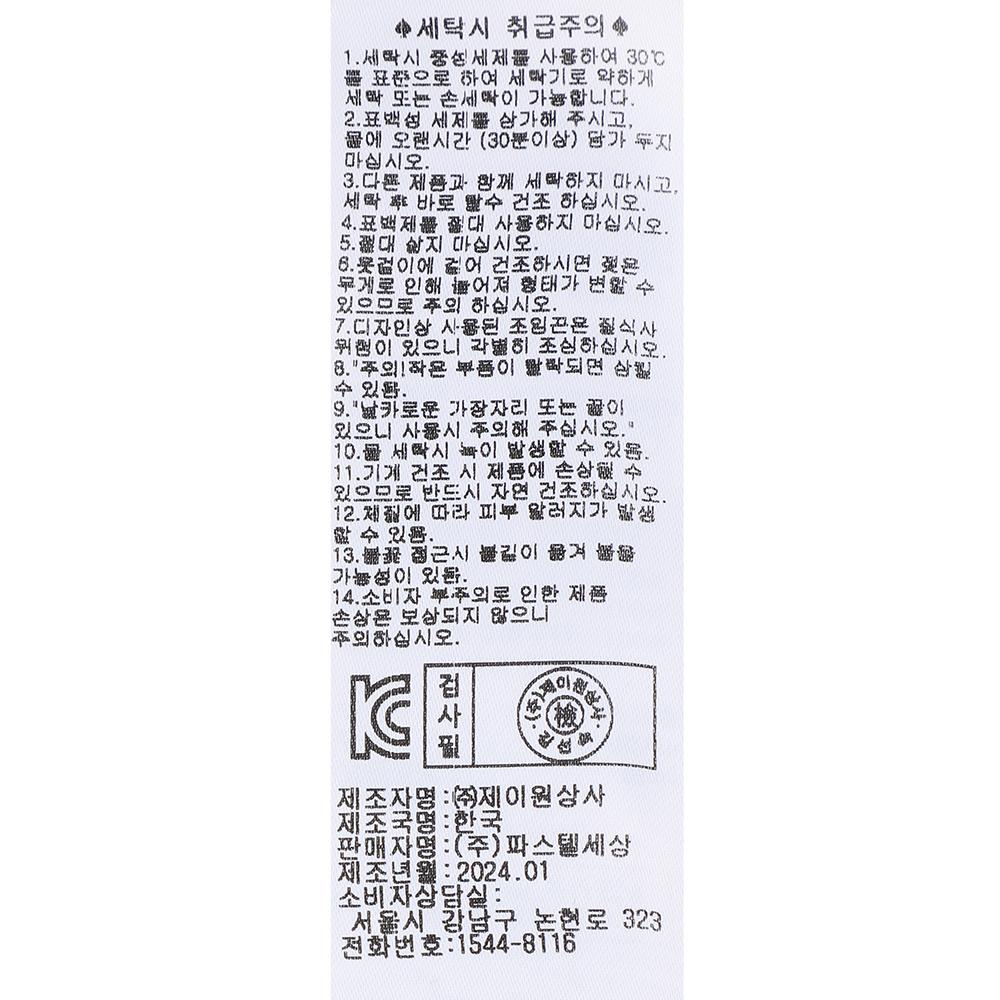 ♠세탁시 취급주의♠
1.세탁시 중성세제를 사용하여 30℃
를 표준으로 하여 세탁기로 약하게
세탁 또는 손세탁이 가능합니다.
2.표백성 세제를 삼가해 주시고,
물에 오랜시간 (30분이상) 담가 두지
마십시오.
3.다른 제품과 함께 세탁하지 마시고,
세탁 후 바로 탈수 건조 하십시오.
4.표백제를 절대 사용하지 마십시오.
5.절대 삶지 마십시오.
6.옷걸이에 걸어 건조하시면 젖은
무게로 인해 늘어져 형태가 변할 수
있으므로 주의 하십시오.
7.디자인상 사용된 조임끈은 질식사
위험이 있으니 각별히 조심하십시오.
8."주의!작은 부품이 탈락되면 삼킬
수 있음.
9."날카로운 가장자리 또는 끝이
있으니 사용시 주의해 주십시오."
10.물 세탁시 녹이 발생할 수 있음.
11.기계 건조 시 제품에 손상될 수
있으므로 반드시 자연 건조하십시오.
12.체질에 따라 피부 알러지가 발생
할 수 있음.
13.불꽃 접근시 불길이 옮겨 붙을
가능성이 있음.
14.소비자 부주의로 인한 제품
손상은 보상되지 않으니
주의하십시오.
KC
검사필
(주)제이원상사
檢
제조자명:㈜제이원상사
제조국명:한국
판매자명:(주)파스텔세상
제조년월:2024.01
소비자상담실:
서울시 강남구 논현로 323
전화번호:1544-8116